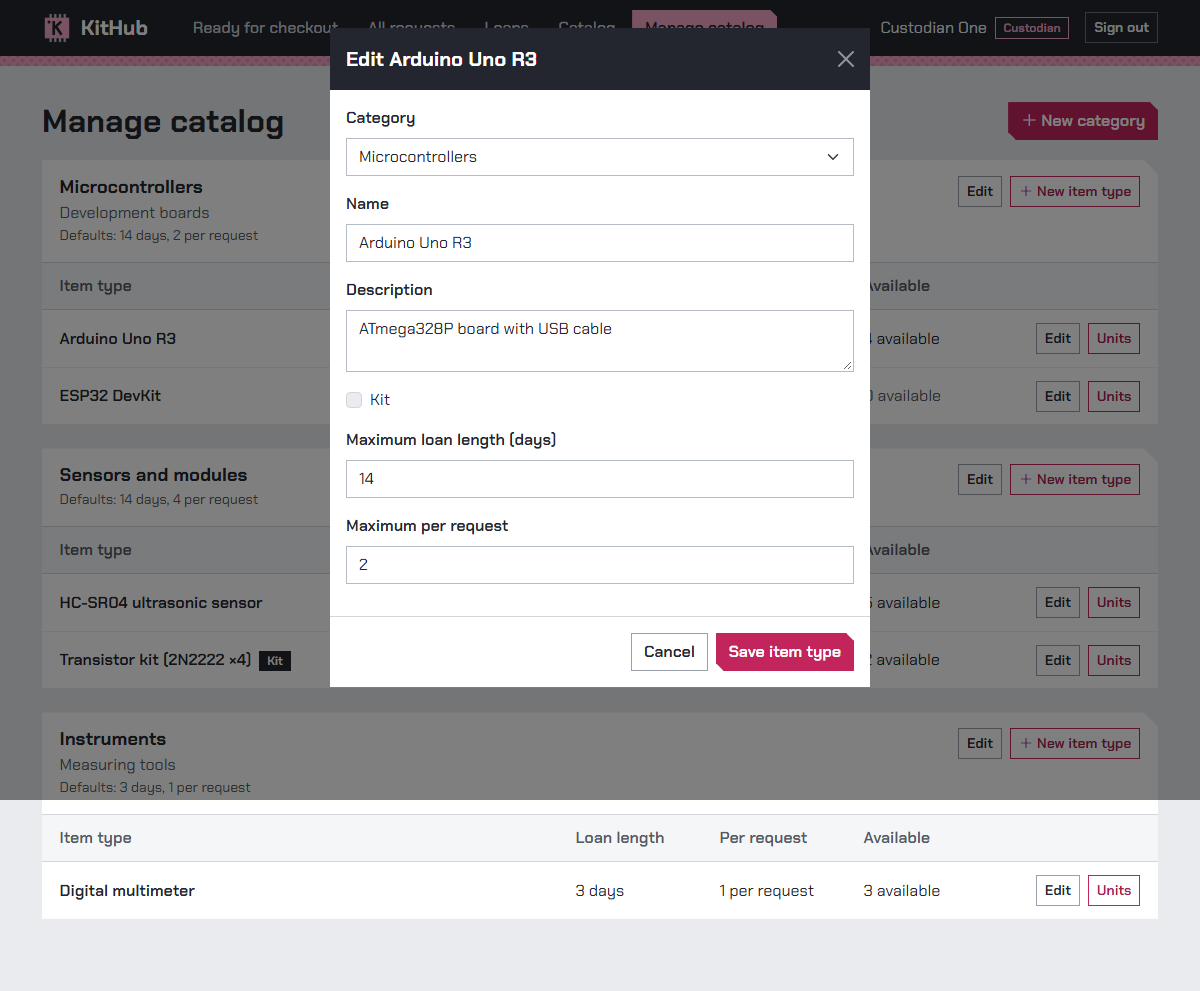 KitHub
Ready for checkout All requests Loans Catalog Manage catalog Custodian One Custodian Sign out
Edit Arduino Uno R3
Manage catalog
+ New category
Category
Microcontrollers
Name
Arduino Uno R3
Description
ATmega328P board with USB cable
Kit
Maximum loan length (days)
14
Maximum per request
2
Cancel Save item type
Microcontrollers
Development boards
Defaults: 14 days, 2 per request
Edit + New item type
Item type Available
Arduino Uno R3 available Edit Units
ESP32 DevKit available Edit Units
Sensors and modules
Defaults: 14 days, 4 per request
Edit + New item type
Item type Available
HC-SR04 ultrasonic sensor available Edit Units
Transistor kit (2N2222 ×4) Kit available Edit Units
Instruments
Measuring tools
Defaults: 3 days, 1 per request
Edit + New item type
Item type Loan length Per request Available
Digital multimeter 3 days 1 per request 3 available Edit Units